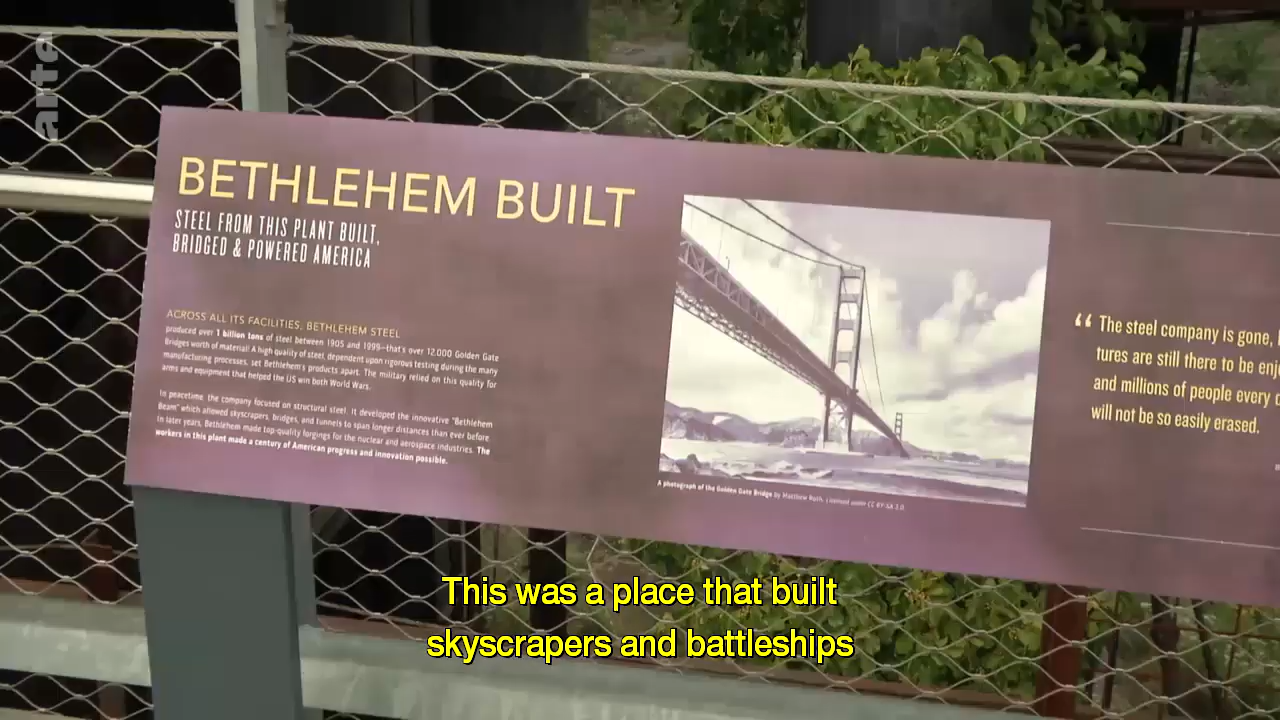 arte
BETHLEHEM BUILT
STEEL FROM THIS PLANT BUILT,
BRIDGED & POWERED AMERICA
ACROSS ALL ITS FACILITIES, BETHLEHEM STEEL
produced over 1 billion tons of steel between 1905 and 1995—that's over 12,000 Golden Gate
Bridges worth of material! A high quality of steel, dependent upon rigorous testing during the many
manufacturing processes, set Bethlehem's products apart. The military relied on this quality for
arms and equipment that helped the US win both World Wars.
In peacetime, the company focused on structural steel. It developed the innovative "Bethlehem
Beam" which allowed skyscrapers, bridges, and tunnels to span longer distances than ever before.
In later years, Bethlehem made top-quality forgings for the nuclear and aerospace industries. The
workers in this plant made a century of American progress and innovation possible.
A photograph of the Golden Gate Bridge by Matthew Roth, licensed under CC BY-SA 2.0.
“ The steel company is gone,
tures are still there to be enj
and millions of people every
will not be so easily erased.
This was a place that built
skyscrapers and battleships